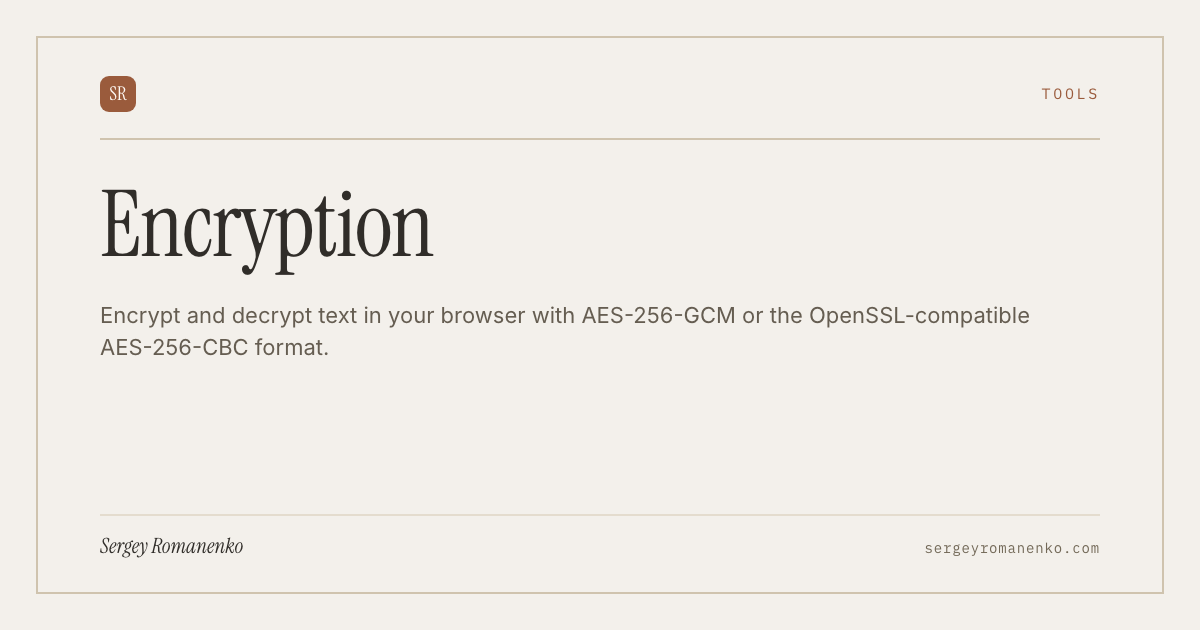 SR
TOOLS
Encryption
Encrypt and decrypt text in your browser with AES-256-GCM or the OpenSSL-compatible
AES-256-CBC format.
Sergey Romanenko
sergeyromanenko.com